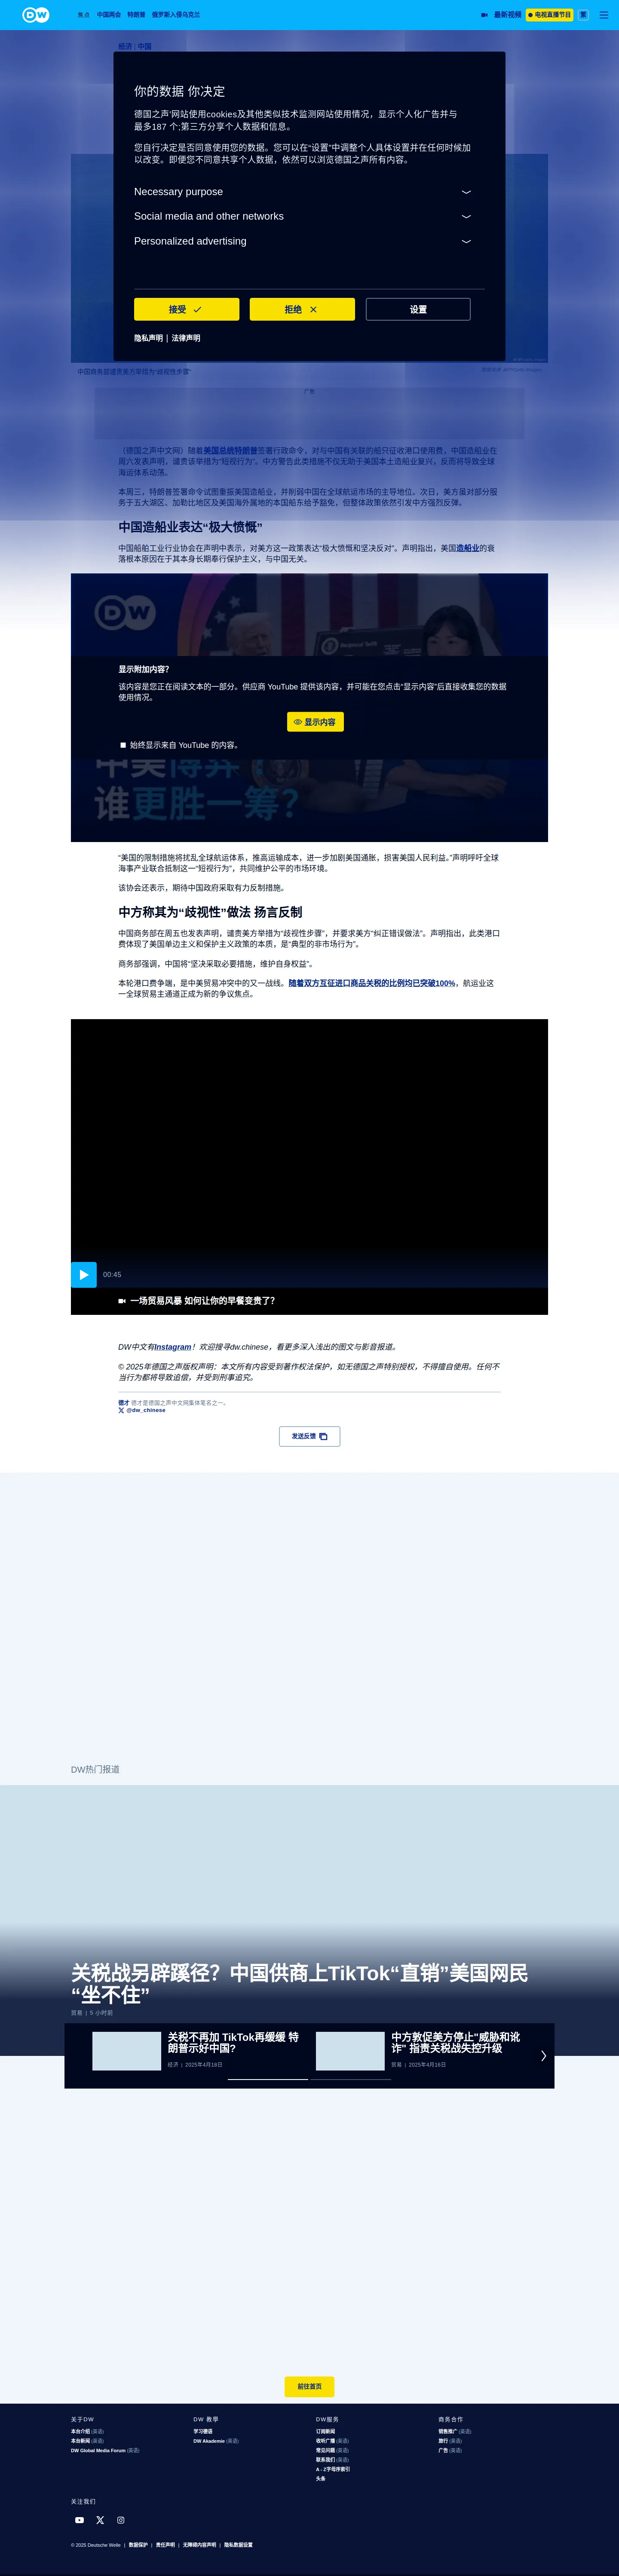 DW
焦点 中国两会 特朗普 俄罗斯入侵乌克兰
最新视频 电视直播节目 繁
经济 | 中国
你的数据 你决定
德国之声'网站使用cookies及其他类似技术监测网站使用情况，显示个人化广告并与
最多187 个;第三方分享个人数据和信息。
您自行决定是否同意使用您的数据。您可以在"设置"中调整个人具体设置并在任何时候加
以改变。即便您不同意共享个人数据，依然可以浏览德国之声所有内容。
Necessary purpose
Social media and other networks
Personalized advertising
接受
拒绝
设置
隐私声明 | 法律声明
中国商务部谴责美方举措为“歧视性步骤”
广告
（德国之声中文网）随着美国总统特朗普签署行政命令，对与中国有关联的船只征收港口使用费，中国造船业在
周六发表声明，谴责该举措为“短视行为”。中方警告此类措施不仅无助于美国本土造船业复兴，反而将导致全球
海运体系动荡。
本周三，特朗普签署命令试图重振美国造船业，并削弱中国在全球航运市场的主导地位。次日，美方虽对部分服
务于五大湖区、加勒比地区及美国海外属地的本国船东给予豁免，但整体政策依然引发中方强烈反弹。
中国造船业表达“极大愤慨”
中国船舶工业行业协会在声明中表示，对美方这一政策表达“极大愤慨和坚决反对”。声明指出，美国造船业的衰
落根本原因在于其本身长期奉行保护主义，与中国无关。
显示附加内容？
该内容是您正在阅读文本的一部分。供应商 YouTube 提供该内容，并可能在您点击“显示内容”后直接收集您的数据
使用情况。
显示内容
始终显示来自 YouTube 的内容。
中美博弈
谁更胜一筹？
“美国的限制措施将扰乱全球航运体系，推高运输成本，进一步加剧美国通胀，损害美国人民利益。”声明呼吁全球
海事产业联合抵制这一“短视行为”，共同维护公平的市场环境。
该协会还表示，期待中国政府采取有力反制措施。
中方称其为“歧视性”做法 扬言反制
中国商务部在周五也发表声明，谴责美方举措为“歧视性步骤”，并要求美方“纠正错误做法”。声明指出，此类港口
费体现了美国单边主义和保护主义政策的本质，是“典型的非市场行为”。
商务部强调，中国将“坚决采取必要措施，维护自身权益”。
本轮港口费争端，是中美贸易冲突中的又一战线。随着双方互征进口商品关税的比例均已突破100%，航运业这
一全球贸易主通道正成为新的争议焦点。
00:45
一场贸易风暴 如何让你的早餐变贵了？
DW中文有Instagram！欢迎搜寻dw.chinese，看更多深入浅出的图文与影音报道。
© 2025年德国之声版权声明：本文所有内容受到著作权法保护，如无德国之声特别授权，不得擅自使用。任何不
当行为都将导致追偿，并受到刑事追究。
德才 德才是德国之声中文网集体笔名之一。
@dw_chinese
发送反馈
DW热门报道
关税战另辟蹊径？中国供商上TikTok“直销”美国网民
“坐不住”
贸易 | 5 小时前
关税不再加 TikTok再缓缓 特
朗普示好中国?
经济 | 2025年4月18日
中方敦促美方停止“威胁和讹
诈” 指责关税战失控升级
贸易 | 2025年4月16日
前往首页
关于DW
本台介绍 (英语)
本台新闻 (英语)
DW Global Media Forum (英语)
DW 教學
学习德语
DW Akademie (英语)
DW服务
订阅新闻
收听广播 (英语)
常见问题 (英语)
联系我们 (英语)
A - Z字母序索引
头条
商务合作
销售推广 (英语)
旅行 (英语)
广告 (英语)
关注我们
© 2025 Deutsche Welle | 数据保护 | 责任声明 | 无障碍内容声明 | 隐私数据设置